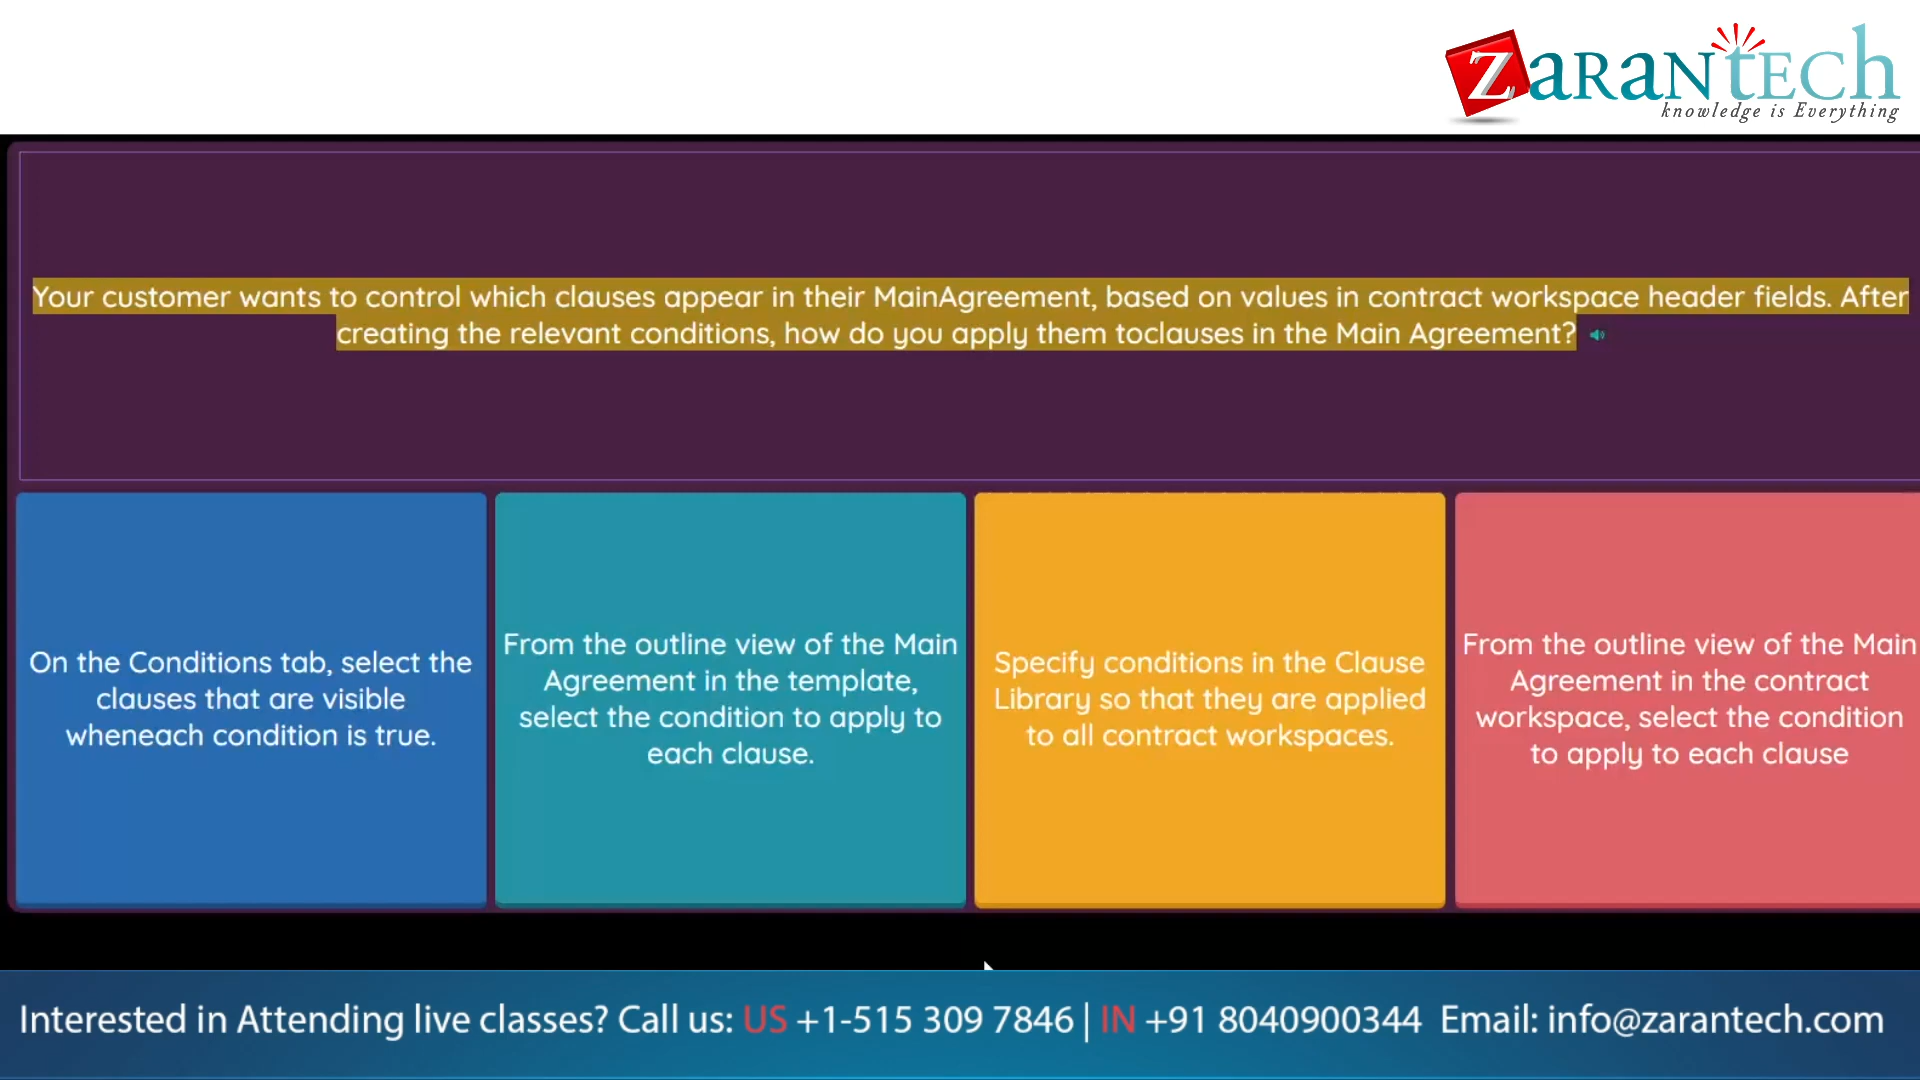 ZaranTech
knowledge is Everything
Your customer wants to control which clauses appear in their MainAgreement, based on values in contract workspace header fields. After
creating the relevant conditions, how do you apply them toclauses in the Main Agreement?
On the Conditions tab, select the
clauses that are visible
wheneach condition is true.
From the outline view of the Main
Agreement in the template,
select the condition to apply to
each clause.
Specify conditions in the Clause
Library so that they are applied
to all contract workspaces.
From the outline view of the Main
Agreement in the contract
workspace, select the condition
to apply to each clause
Interested in Attending live classes? Call us: US +1-515 309 7846 | IN +91 8040900344 Email: info@zarantech.com